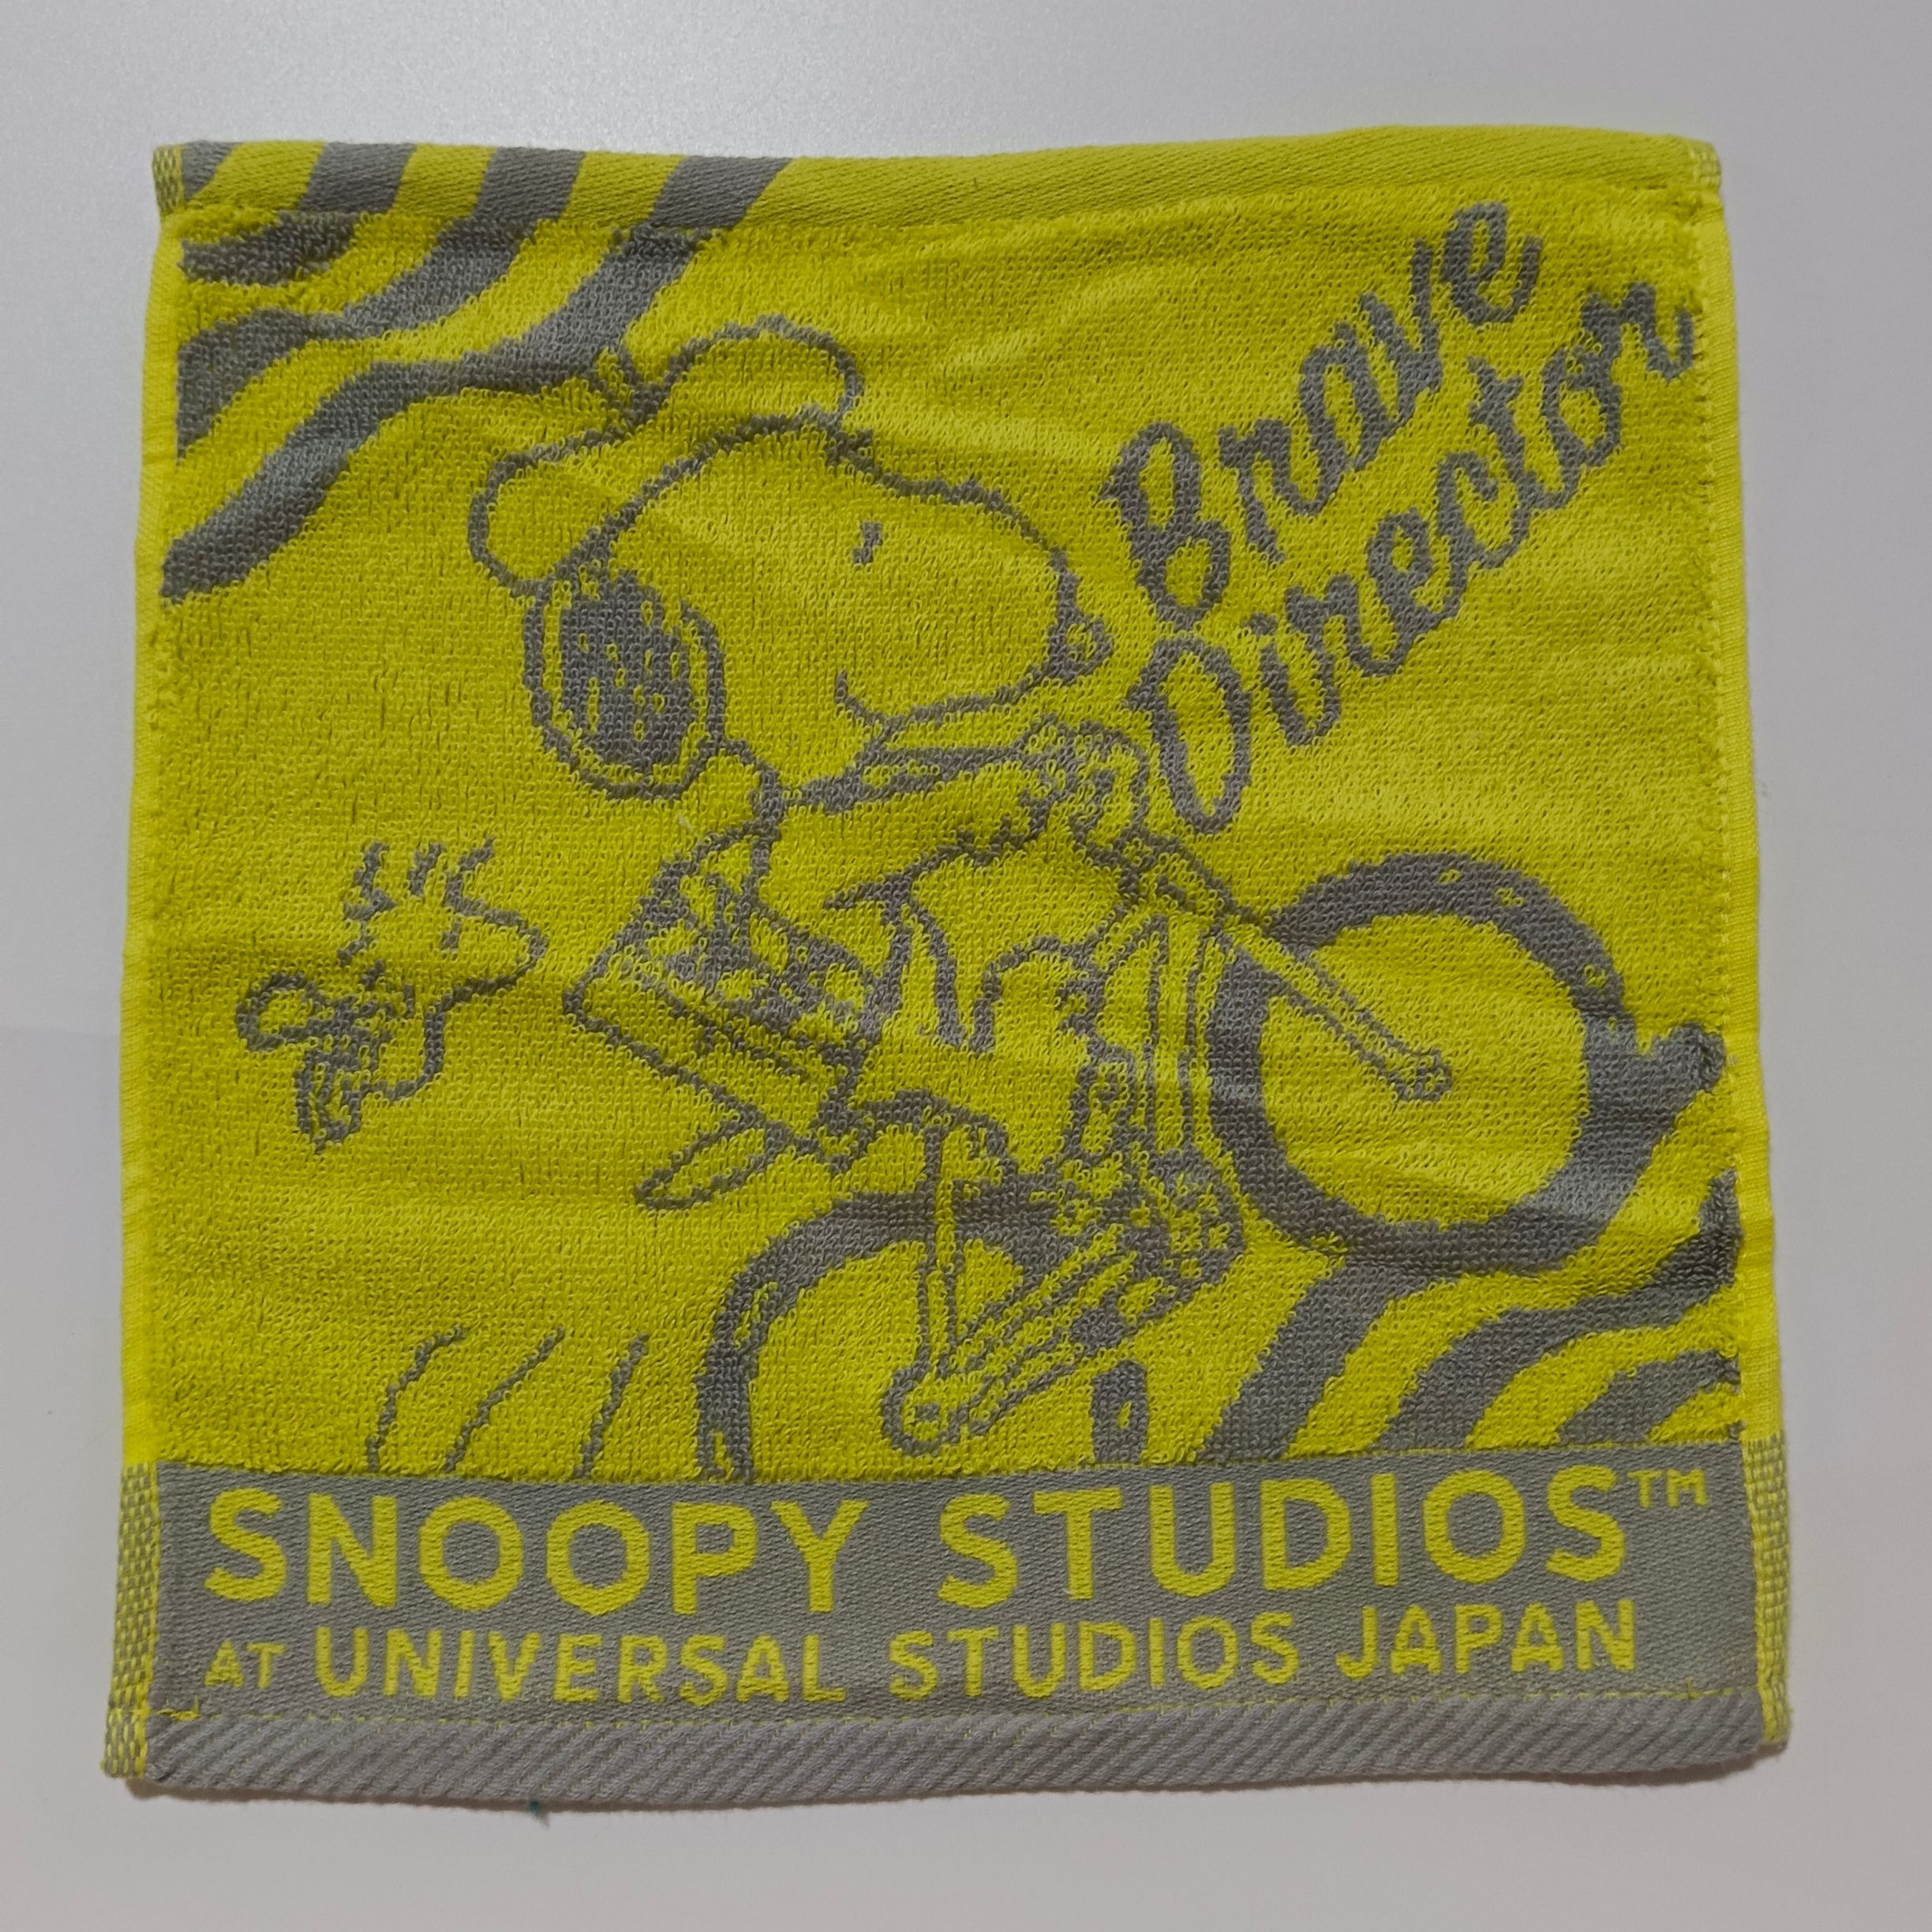 Brave
Director
SNOOPY STUDIOS™
AT UNIVERSAL STUDIOS JAPAN